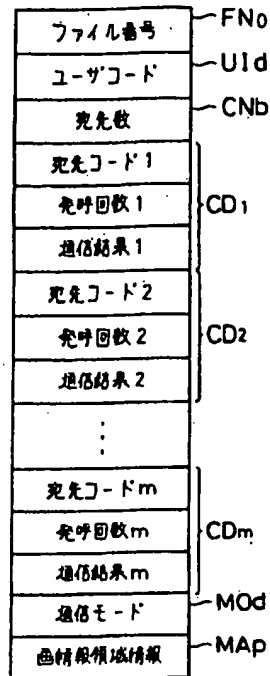 ファイル番号 FNo
ユーザコード UId
宛先数 CNb
宛先コード1
発呼回数1 CD1
通信結果1
宛先コード2
発呼回数2 CD2
通信結果2
⋮
宛先コードm
発呼回数m CDm
通信結果m
通信モード MOd
画情報領域情報 MAp